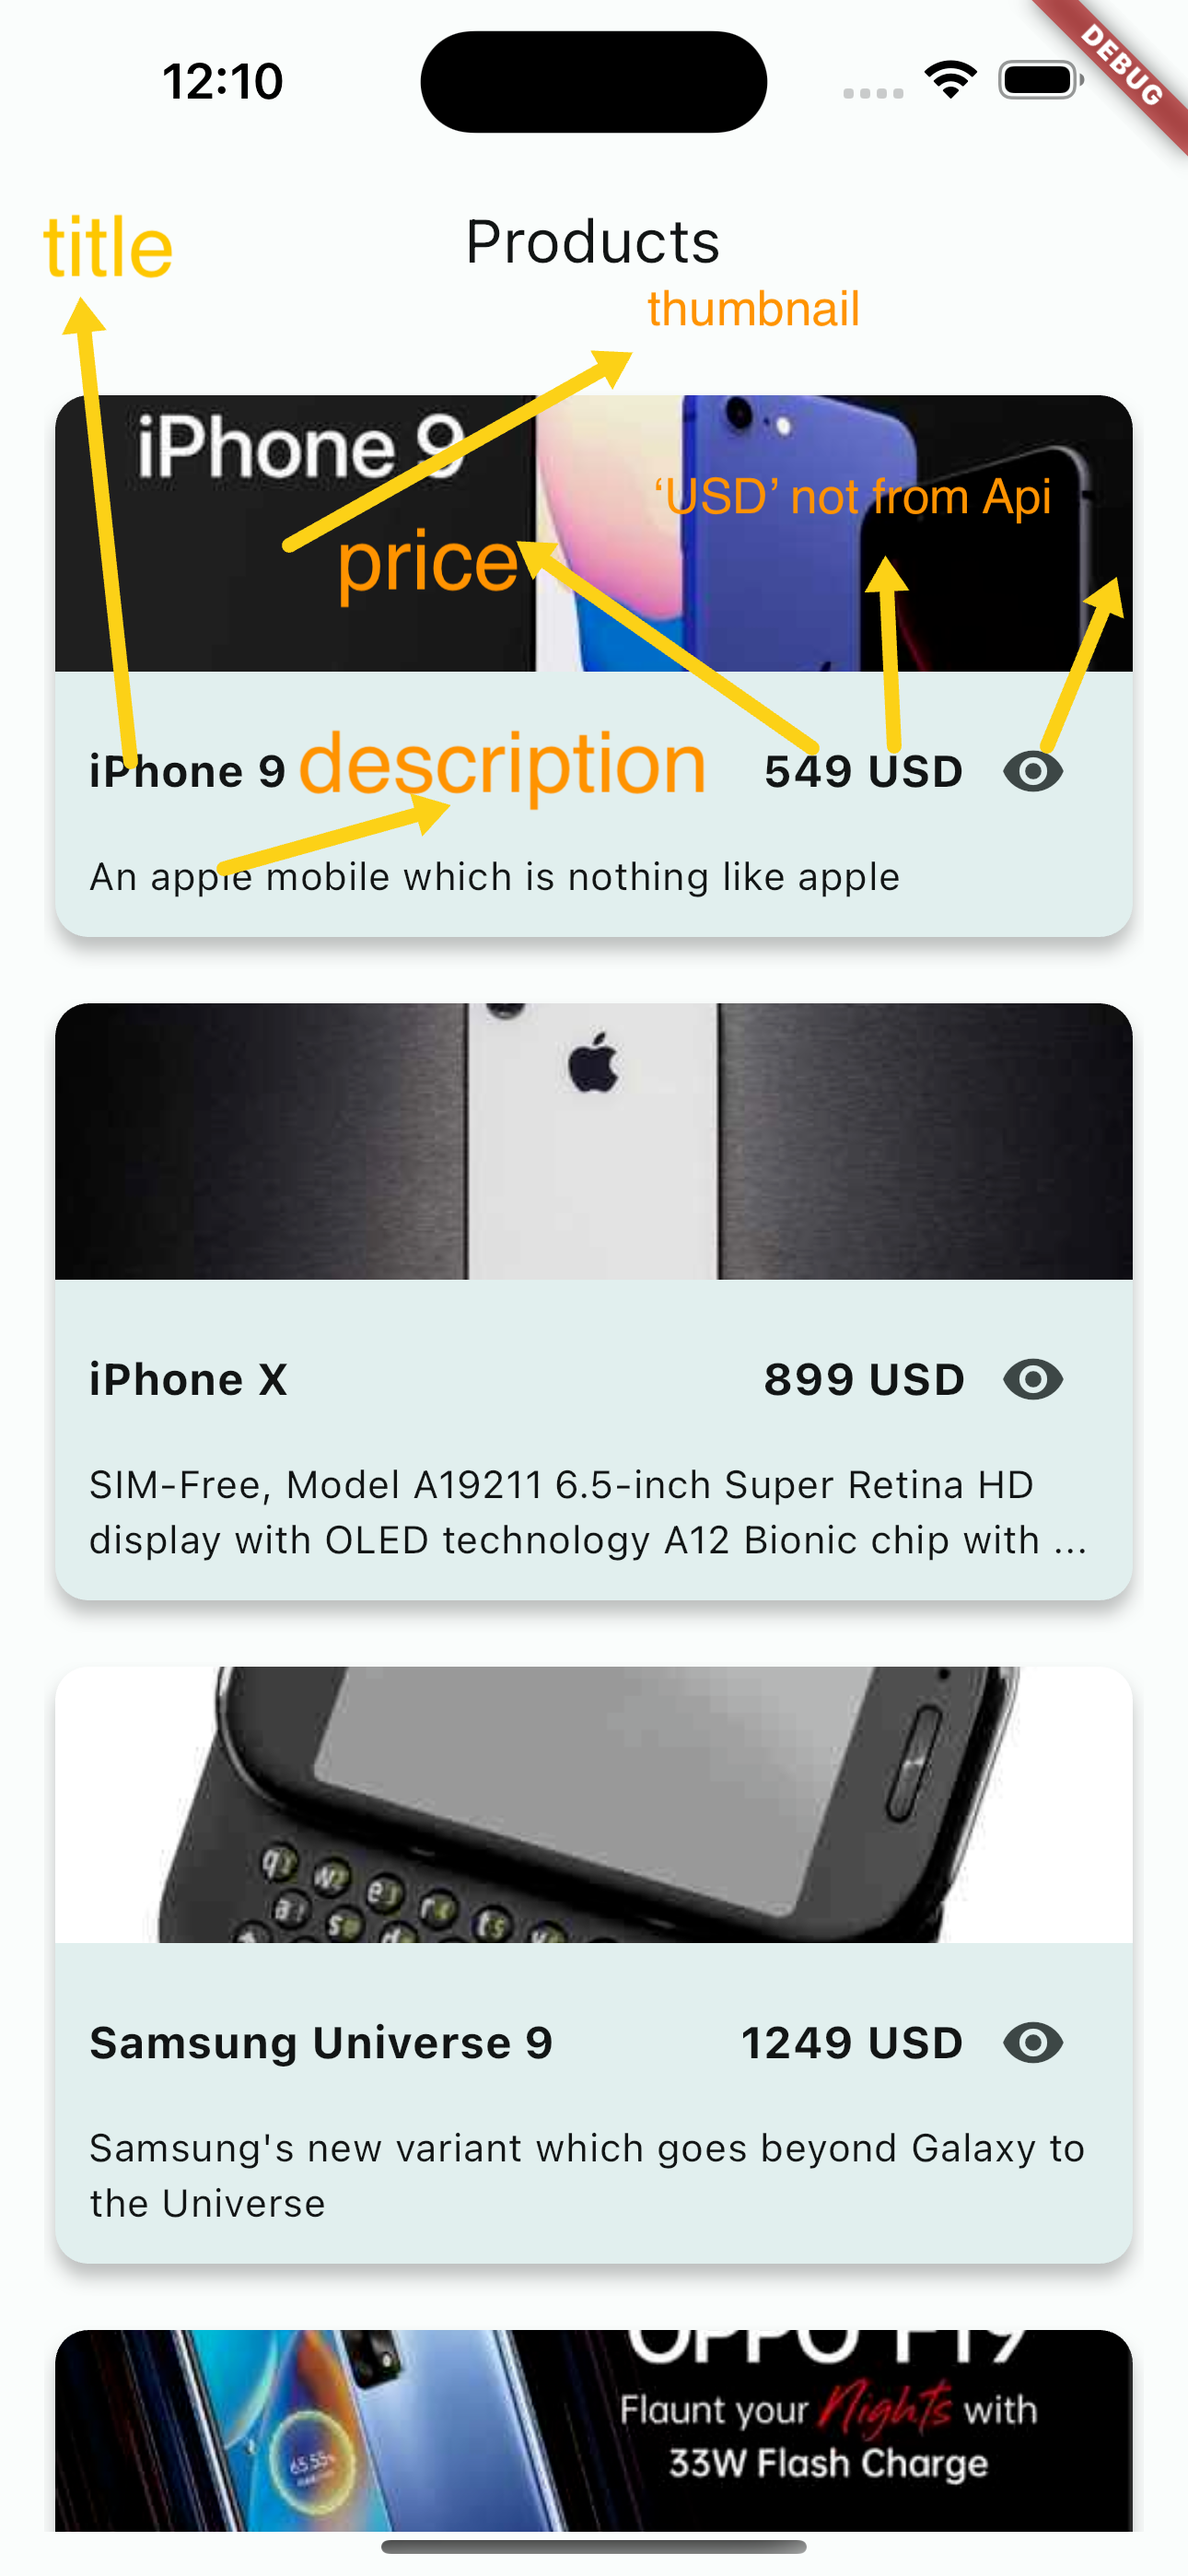 12:10
DEBUG
title
Products
thumbnail
iPhone 9
‘USD’ not from Api
price
iPhone 9
description
549 USD
An apple mobile which is nothing like apple
iPhone X
899 USD
SIM-Free, Model A19211 6.5-inch Super Retina HD
display with OLED technology A12 Bionic chip with ...
Samsung Universe 9
1249 USD
Samsung's new variant which goes beyond Galaxy to
the Universe
OPPO F19
Flaunt your Nights with
33W Flash Charge